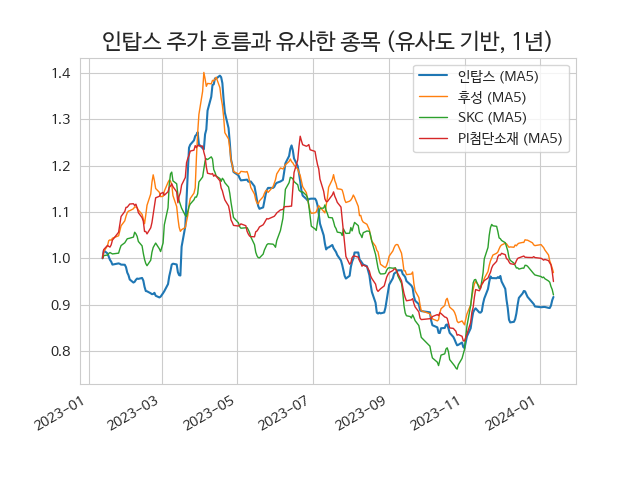 인탑스 주가 흐름과 유사한 종목 (유사도 기반, 1년)
인탑스 (MA5)
후성 (MA5)
SKC (MA5)
PI첨단소재 (MA5)
1.4
1.3
1.2
1.1
1.0
0.9
0.8
2023-01
2023-03
2023-05
2023-07
2023-09
2023-11
2024-01